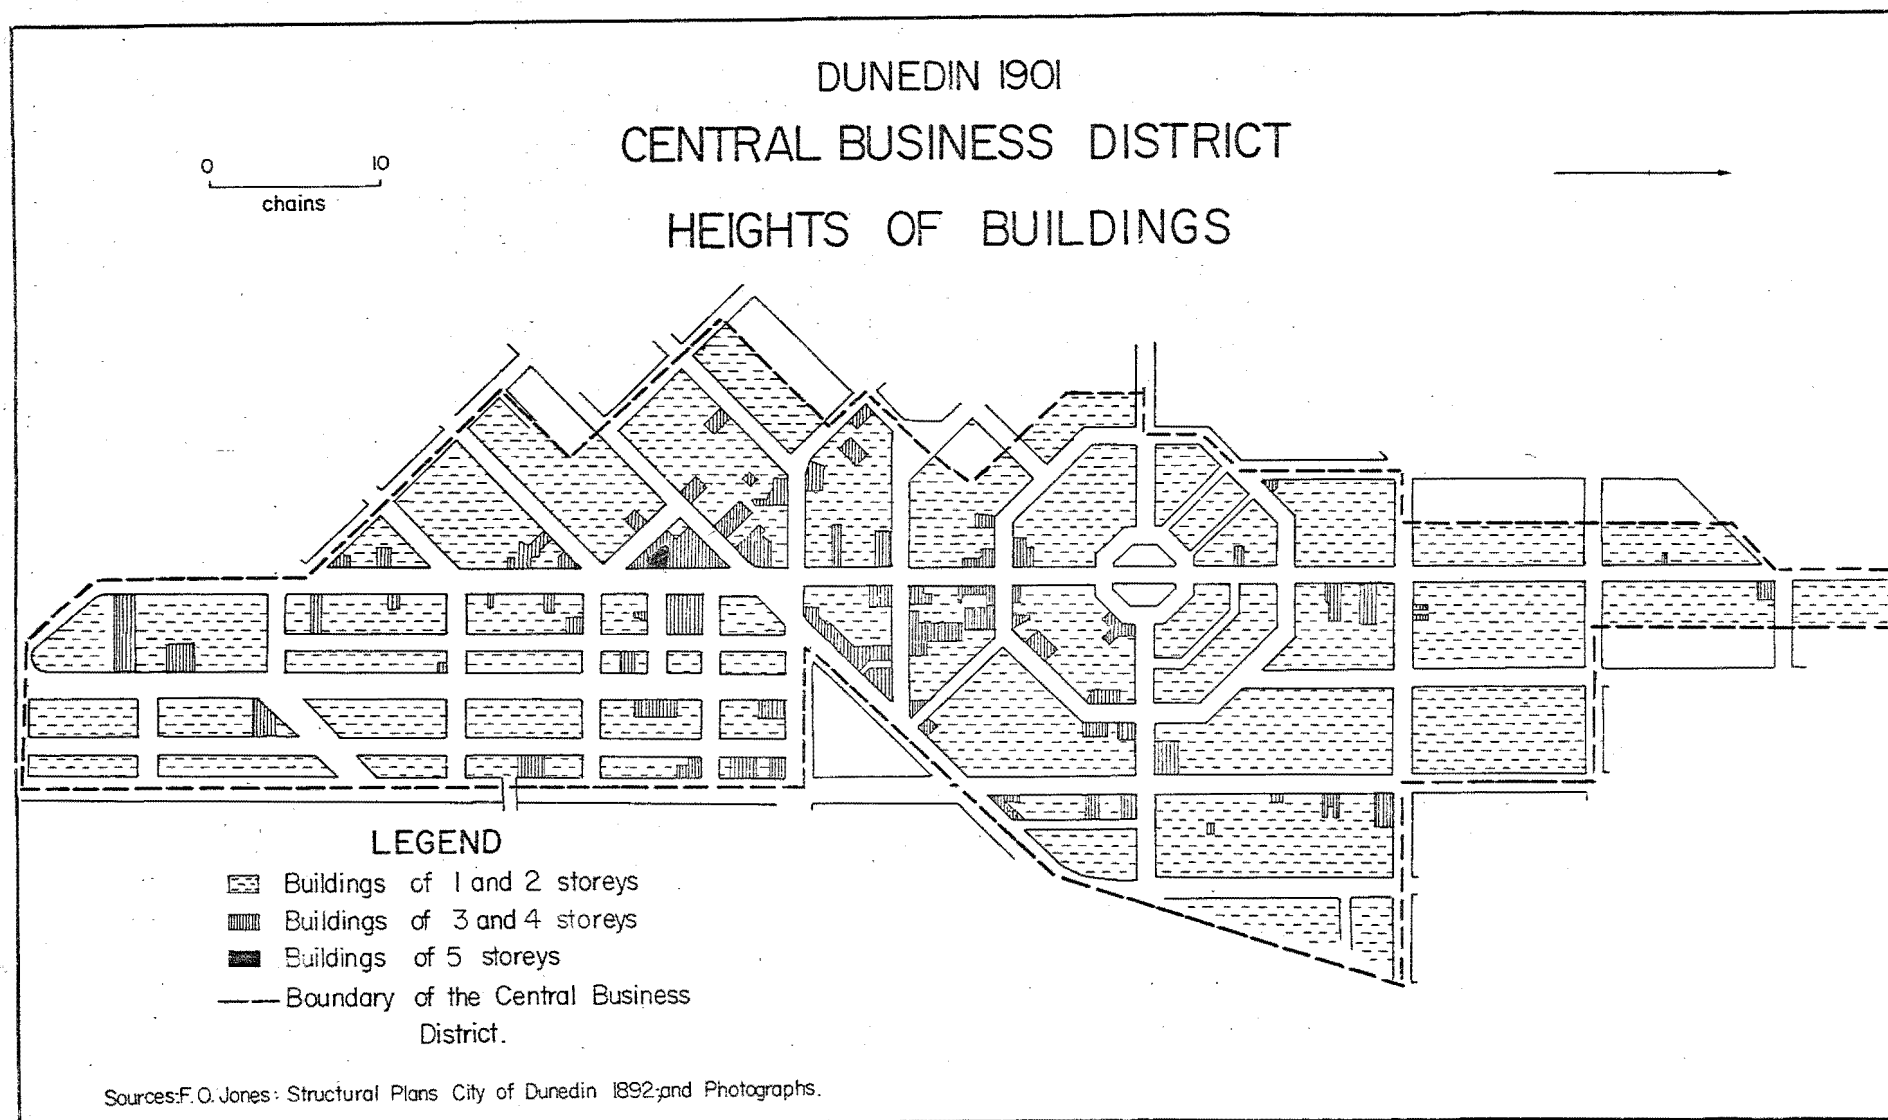 DUNEDIN 1901
CENTRAL BUSINESS DISTRICT
HEIGHTS OF BUILDINGS
0 10
chains
LEGEND
Buildings of 1 and 2 storeys
Buildings of 3 and 4 storeys
Buildings of 5 storeys
Boundary of the Central Business
District.
Sources:F.O. Jones: Structural Plans City of Dunedin 1892;and Photographs.